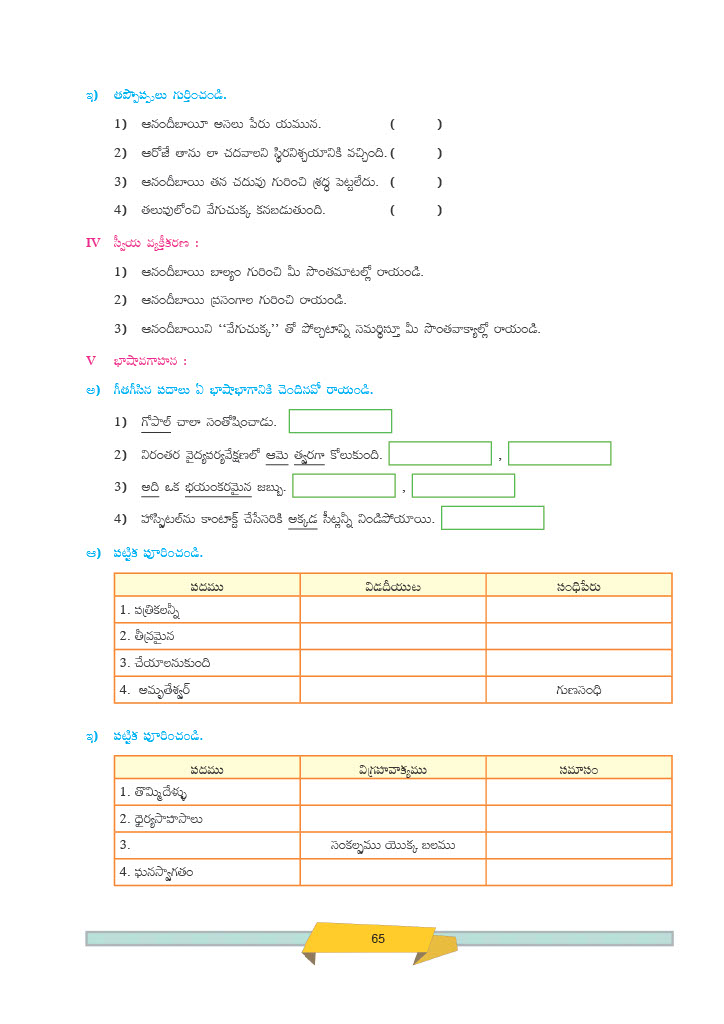 ఇ) తప్పొప్పులు గుర్తించండి.
1) ఆనందీబాయీ అసలు పేరు యమున. ( )
2) ఆరోజే తాను లా చదవాలని స్థిరనిశ్చయానికి వచ్చింది. ( )
3) ఆనందీబాయి తన చదువు గురించి శ్రద్ధ పెట్టలేదు. ( )
4) తలుపులోంచి వేగుచుక్క కనబడుతుంది. ( )
IV స్వీయ వ్యక్తీకరణ :
1) ఆనందీబాయి బాల్యం గురించి మీ సొంతమాటల్లో రాయండి.
2) ఆనందీబాయి ప్రసంగాల గురించి రాయండి.
3) ఆనందీబాయిని ‘‘వేగుచుక్క’’ తో పోల్చటాన్ని సమర్థిస్తూ మీ సొంతవాక్యాల్లో రాయండి.
V భాషావగాహన :
అ) గీతగీసిన పదాలు ఏ భాషాభాగానికి చెందినవో రాయండి.
1) గోపాల్ చాలా సంతోషించాడు.
2) నిరంతర వైద్యపర్యవేక్షణలో ఆమె త్వరగా కోలుకుంది. ,
3) అది ఒక భయంకరమైన జబ్బు. ,
4) హాస్పిటల్‌ను కాంటాక్ట్ చేసేసరికి అక్కడ సీట్లన్నీ నిండిపోయాయి.
ఆ) పట్టిక పూరించండి.
పదము విడదీయుట సంధిపేరు
1. పత్రికలన్నీ
2. తీవ్రమైన
3. చేయాలనుకుంది
4. ఆమృతేశ్వర్ గుణసంధి
ఇ) పట్టిక పూరించండి.
పదము విగ్రహవాక్యము సమాసం
1. తొమ్మిదేళ్ళు
2. ధైర్యసాహసాలు
3. సంకల్పము యొక్క బలము
4. ఘనస్వాగతం
65